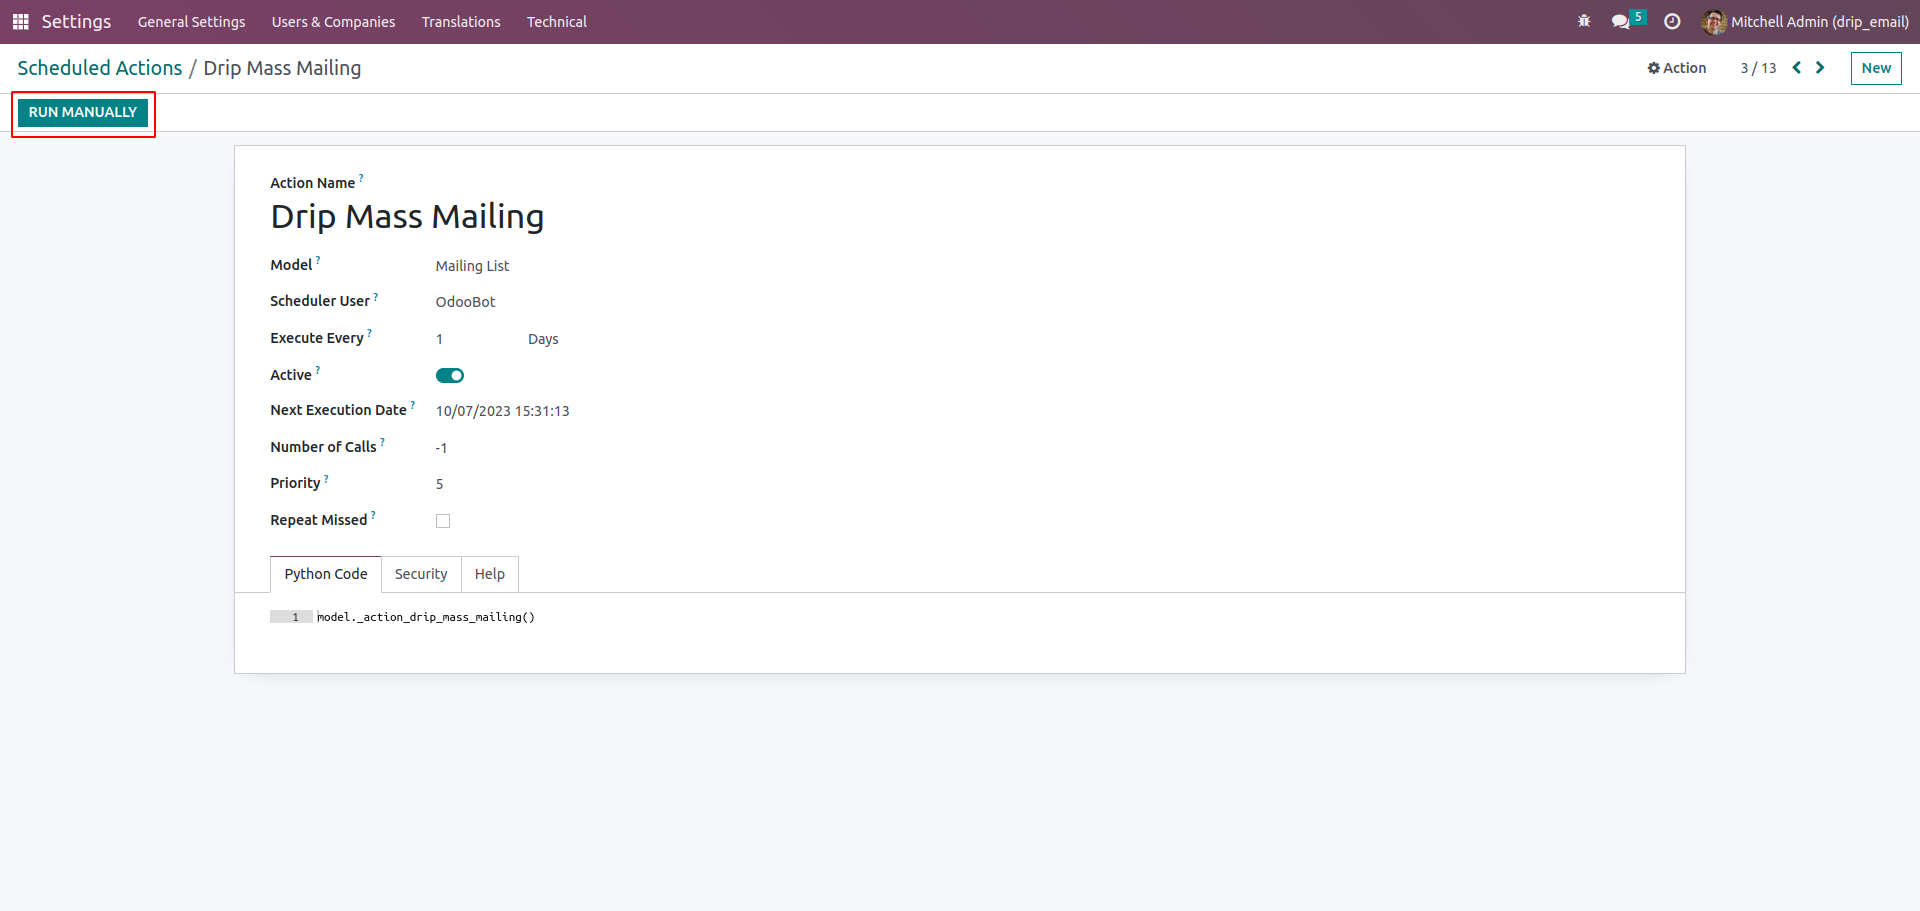 Settings General Settings Users & Companies Translations Technical 5 Mitchell Admin (drip_email)
Scheduled Actions / Drip Mass Mailing Action 3 / 13 New
RUN MANUALLY
Action Name ?
Drip Mass Mailing
Model ? Mailing List
Scheduler User ? OdooBot
Execute Every ? 1 Days
Active ?
Next Execution Date ? 10/07/2023 15:31:13
Number of Calls ? -1
Priority ? 5
Repeat Missed ?
Python Code Security Help
1 model._action_drip_mass_mailing()